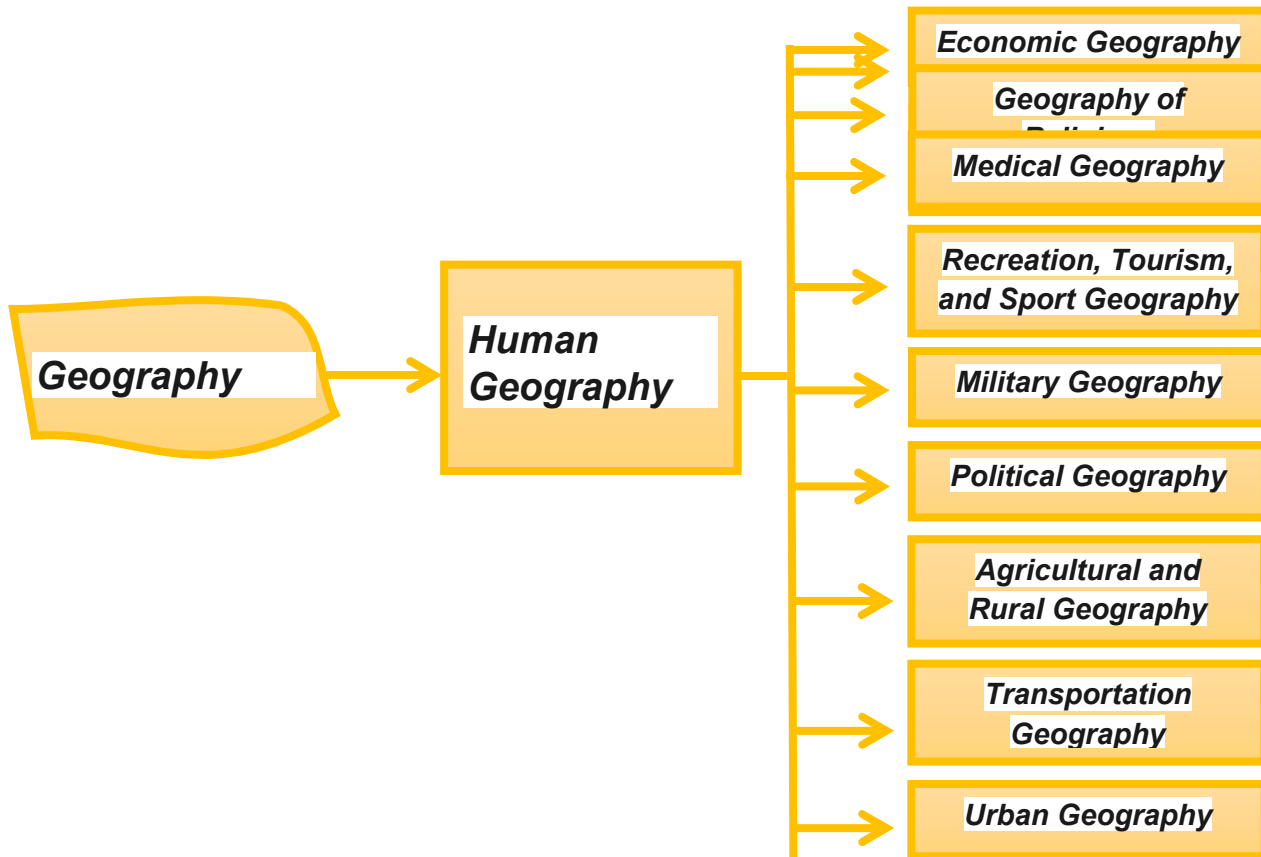 Economic Geography
Geography of
Medical Geography
Recreation, Tourism,
and Sport Geography
Human
Geography
Geography
Military Geography
Political Geography
Agricultural and
Rural Geography
Transportation
Geography
Urban Geography